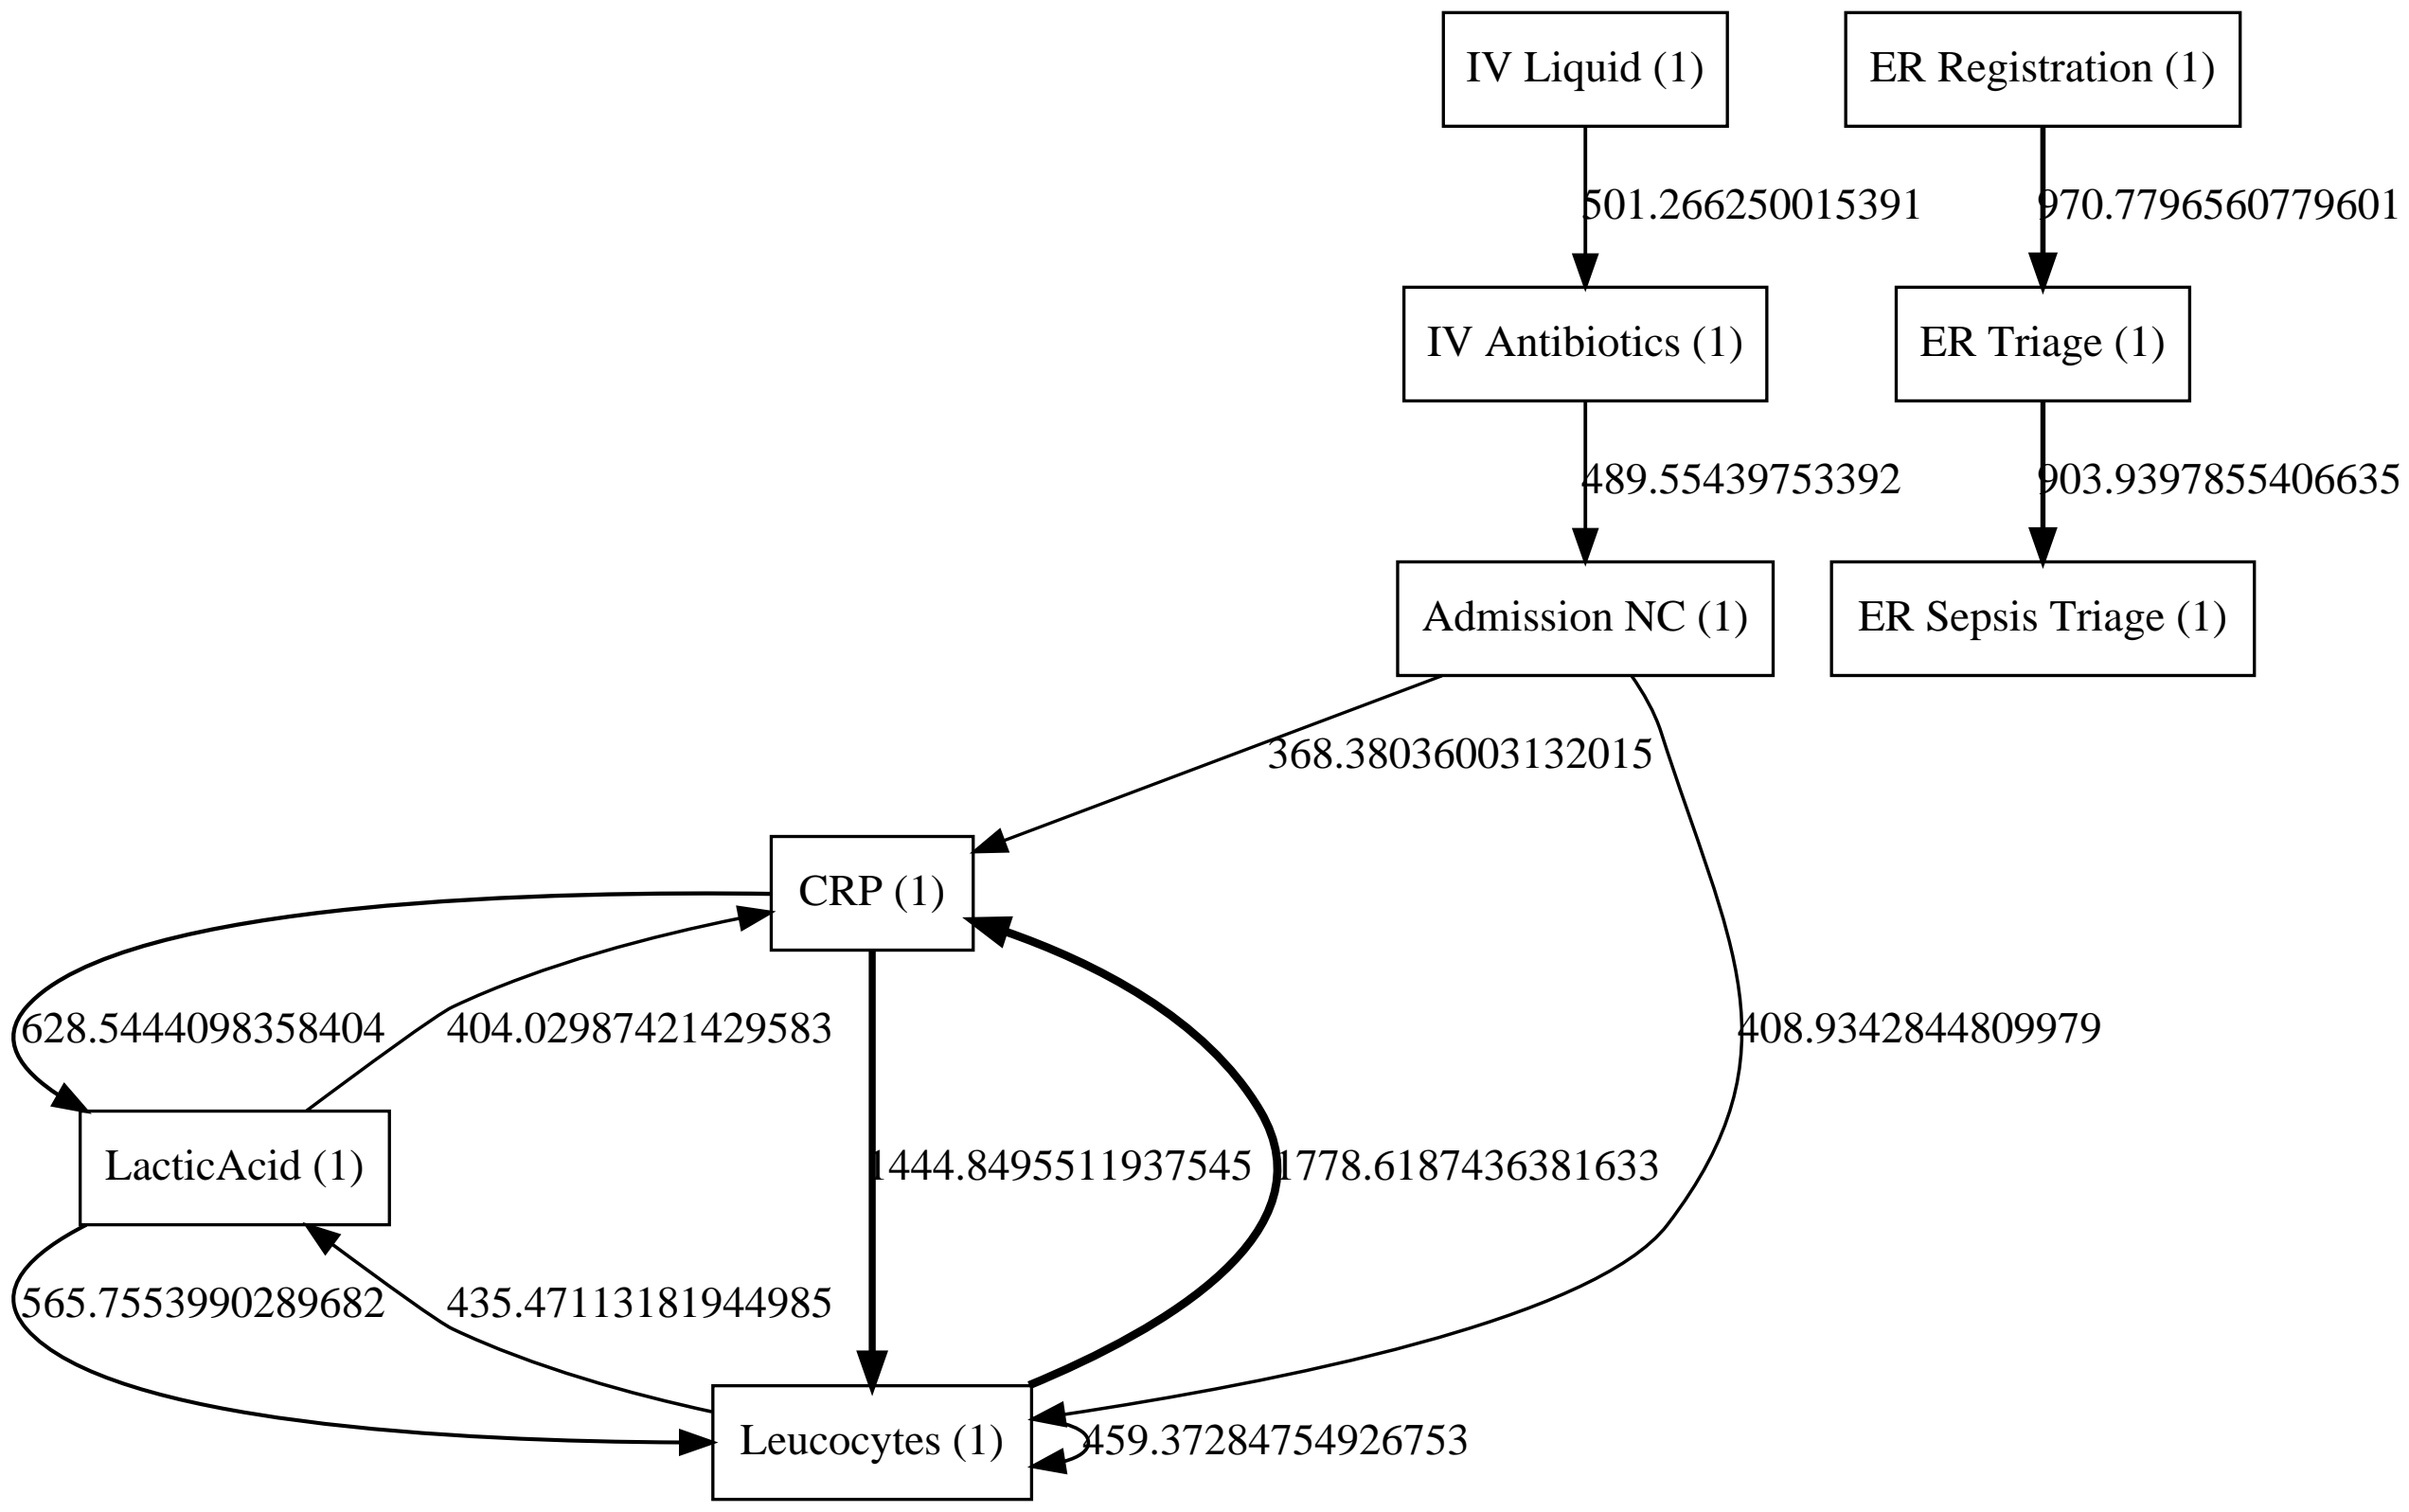 IV Liquid (1)
ER Registration (1)
501.266250015391
970.7796560779601
IV Antibiotics (1)
ER Triage (1)
489.55439753392
903.9397855406635
Admission NC (1)
ER Sepsis Triage (1)
368.38036003132015
CRP (1)
628.5444098358404
404.02987421429583
408.9342844809979
LacticAcid (1)
1444.8495511937545
1778.6187436381633
565.7553990289682
435.47113181944985
Leucocytes (1)
459.37284754926753